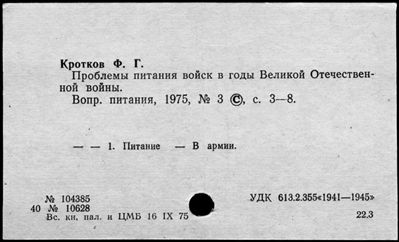 Кротков Ф. Г.
Проблемы питания войск в годы Великой Отечествен-
ной войны.
Вопр. питания, 1975, № 3 ©, с. 3—8.
— — 1. Питание — В армии.
№ 104385
40 № 10628
Вс. кн. пал. и ЦМБ 16 IX 75
УДК 613.2.355«1941—1945»
22.3